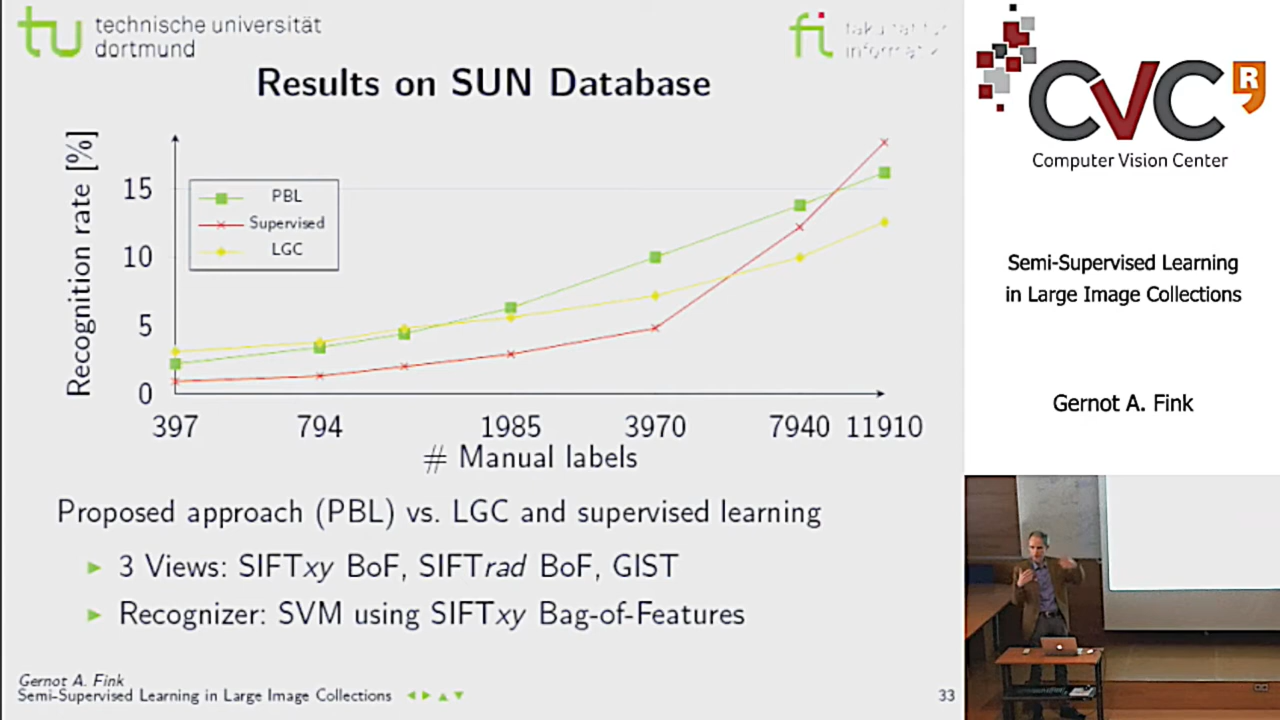 technische universität
dortmund
fakultät für
informatik
Results on SUN Database
Recognition rate [%]
15
10
5
0
PBL
Supervised
LGC
397 794 1985 3970 7940 11910
# Manual labels
Proposed approach (PBL) vs. LGC and supervised learning
3 Views: SIFTxy BoF, SIFTrad BoF, GIST
Recognizer: SVM using SIFTxy Bag-of-Features
Gernot A. Fink
Semi-Supervised Learning in Large Image Collections
33
CVC
R
Computer Vision Center
Semi-Supervised Learning
in Large Image Collections
Gernot A. Fink